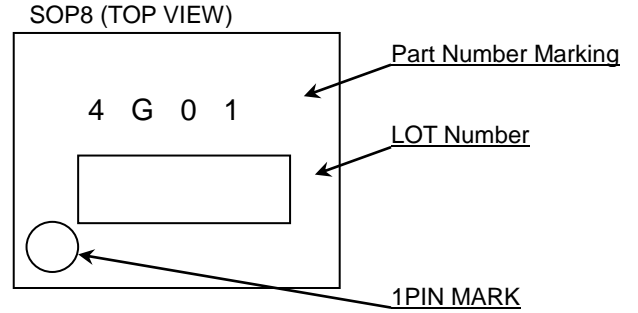 SOP8 (TOP VIEW)
Part Number Marking
4 G 0 1
LOT Number
1PIN MARK